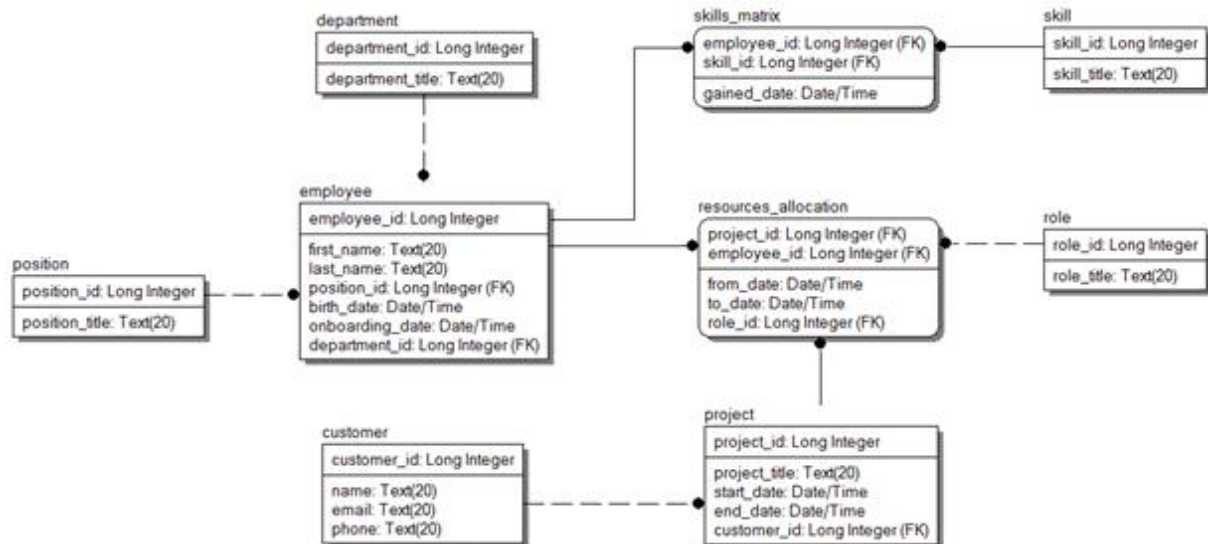 department
department_id: Long Integer
department_title: Text(20)
skills_matrix
employee_id: Long Integer (FK)
skill_id: Long Integer (FK)
gained_date: Date/Time
skill
skill_id: Long Integer
skill_title: Text(20)
employee
employee_id: Long Integer
first_name: Text(20)
last_name: Text(20)
position_id: Long Integer (FK)
birth_date: Date/Time
onboarding_date: Date/Time
department_id: Long Integer (FK)
position
position_id: Long Integer
position_title: Text(20)
resources_allocation
project_id: Long Integer (FK)
employee_id: Long Integer (FK)
from_date: Date/Time
to_date: Date/Time
role_id: Long Integer (FK)
role
role_id: Long Integer
role_title: Text(20)
customer
customer_id: Long Integer
name: Text(20)
email: Text(20)
phone: Text(20)
project
project_id: Long Integer
project_title: Text(20)
start_date: Date/Time
end_date: Date/Time
customer_id: Long Integer (FK)